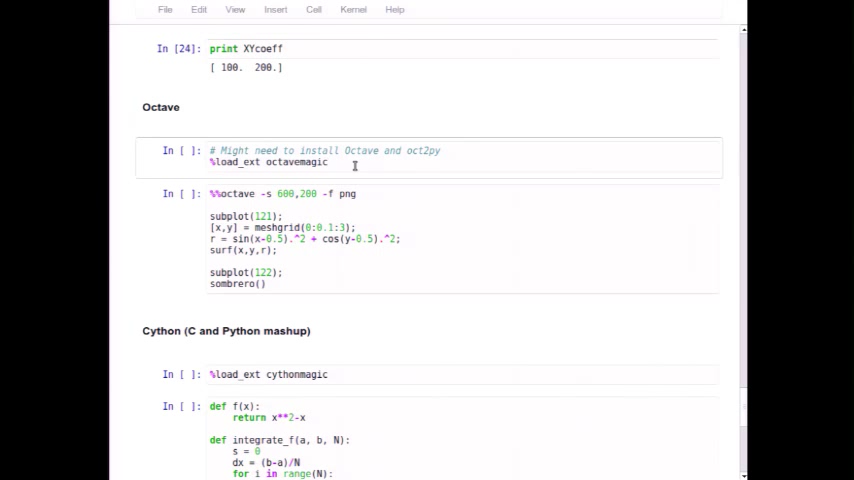 File Edit View Insert Cell Kernel Help
In [24]: print XYcoeff
[ 100.  200.]
Octave
In [ ]: # Might need to install Octave and oct2py
%load_ext octavemagic
In [ ]: %%octave -s 600,200 -f png
subplot(121);
[x,y] = meshgrid(0:0.1:3);
r = sin(x-0.5).^2 + cos(y-0.5).^2;
surf(x,y,r);
subplot(122);
sombrero()
Cython (C and Python mashup)
In [ ]: %load_ext cythonmagic
In [ ]: def f(x):
return x**2-x
def integrate_f(a, b, N):
s = 0
dx = (b-a)/N
for i in range(N):